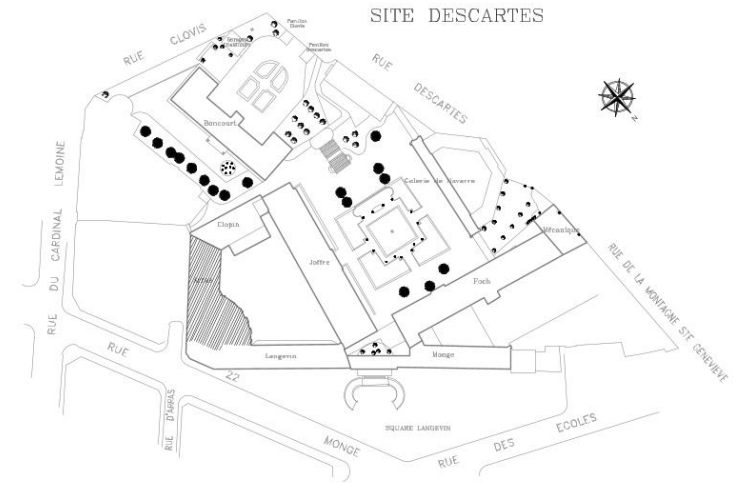 SITE DESCARTES
RUE CLOVIS
Pavillon
Clovis
Pavillon
Descartes
RUE DESCARTES
Boncourt
N
RUE DU CARDINAL LEMOINE
Galerie de Navarre
Clopin
Mécanique
Joffre
Foch
RUE DE LA MONTAGNE STE GENEVIEVE
Langevin
Monge
RUE MONGE
22
RUE D'ARRAS
SQUARE LANGEVIN
RUE DES ECOLES